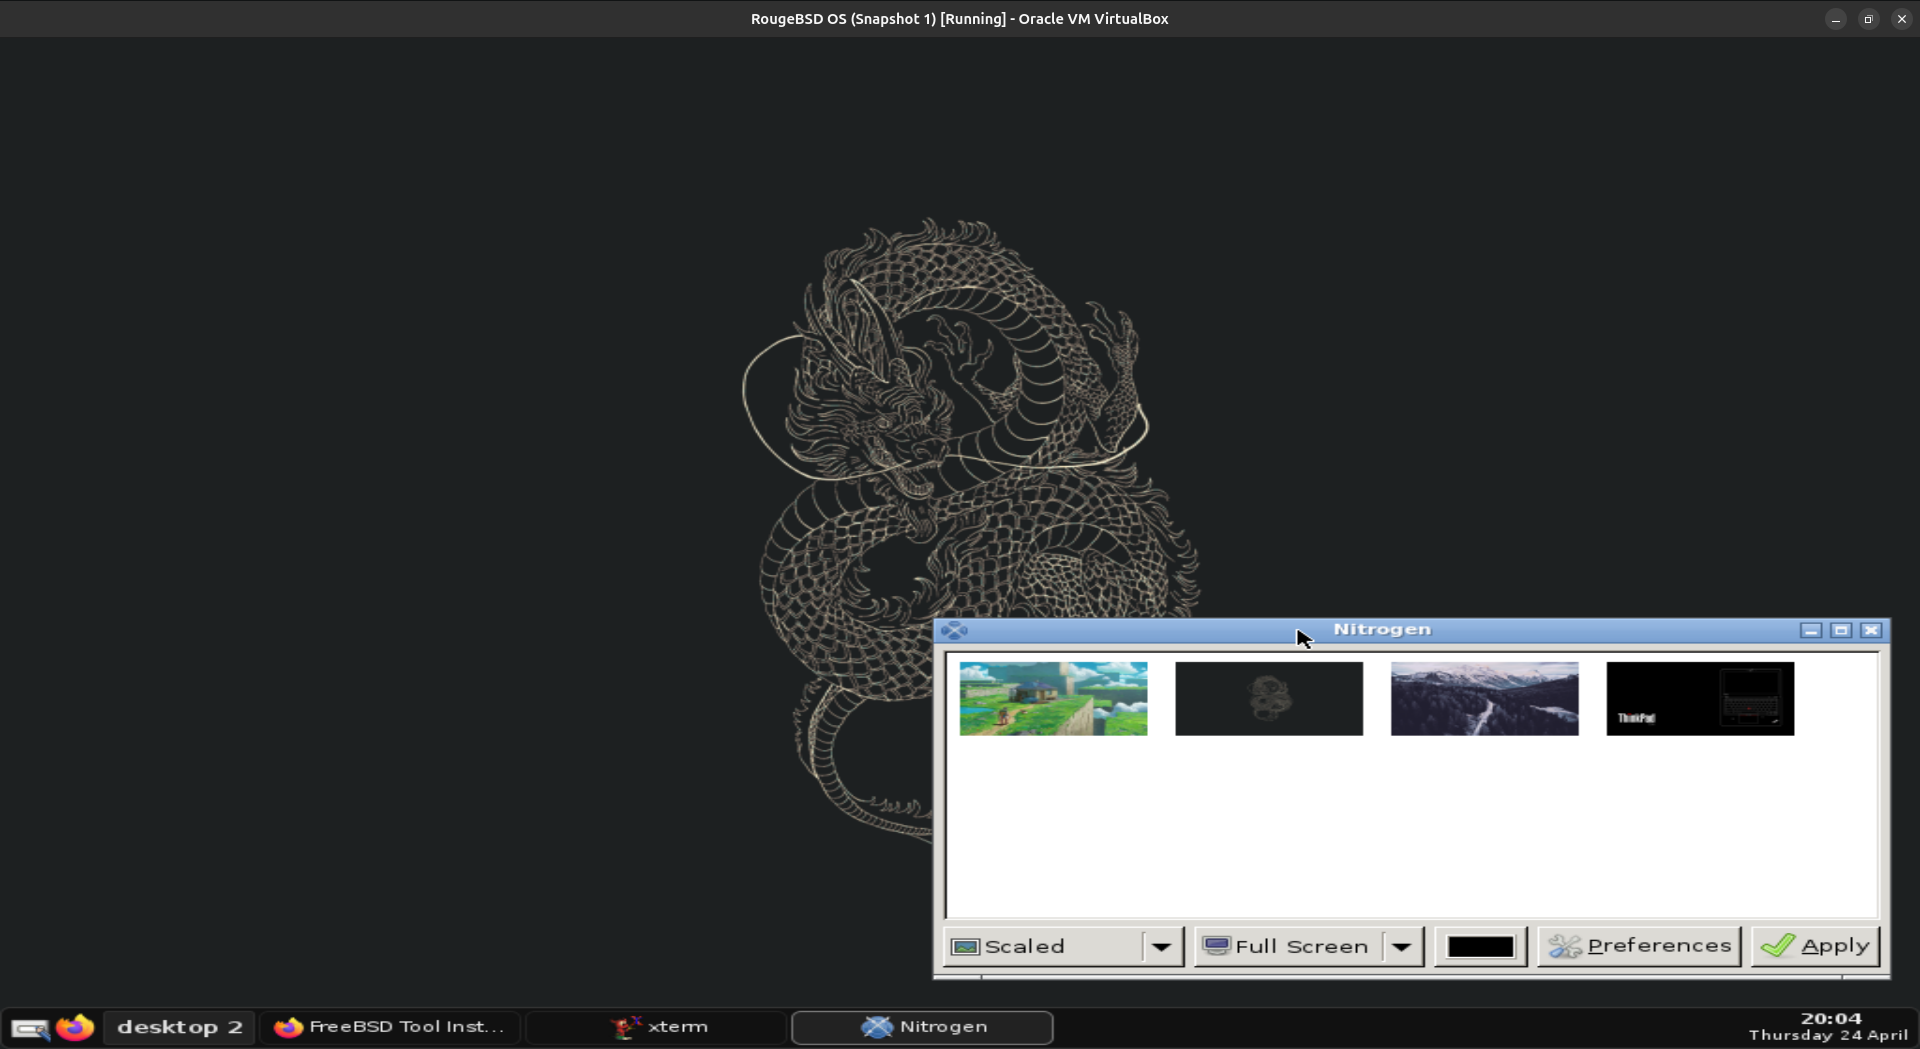 RougeBSD OS (Snapshot 1) [Running] - Oracle VM VirtualBox
Nitrogen
ThinkPad
Scaled
Full Screen
Preferences
Apply
desktop 2
FreeBSD Tool Inst...
xterm
Nitrogen
20:04
Thursday 24 April